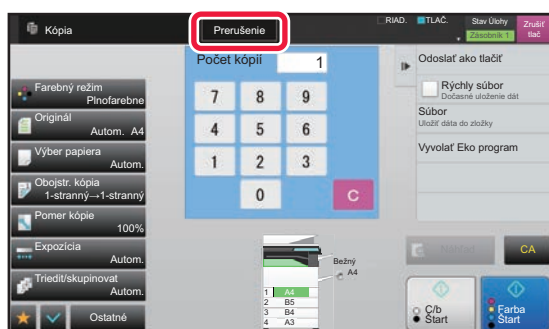 Kópia
Prerušenie
RIAD.
TLAČ.
Stav Úlohy
Zásobník 1
Zrušiť
tlač
Počet kópií
1
7 8 9
4 5 6
1 2 3
0 C
Farebný režim
Plnofarebne
Originál
Autom. A4
Výber papiera
Autom.
Obojstr. kópia
1-stranný→1-stranný
Pomer kópie
100%
Expozícia
Autom.
Triediť/skupinovat
Autom.
Ostatné
Bežný
A4
1 A4
2 B5
3 B4
4 A3
Odoslať ako tlačiť
Rýchly súbor
Dočasné uloženie dát
Súbor
Uložiť dáta do zložky
Vyvolať Eko program
CA
Č/b
Štart
Farba
Štart